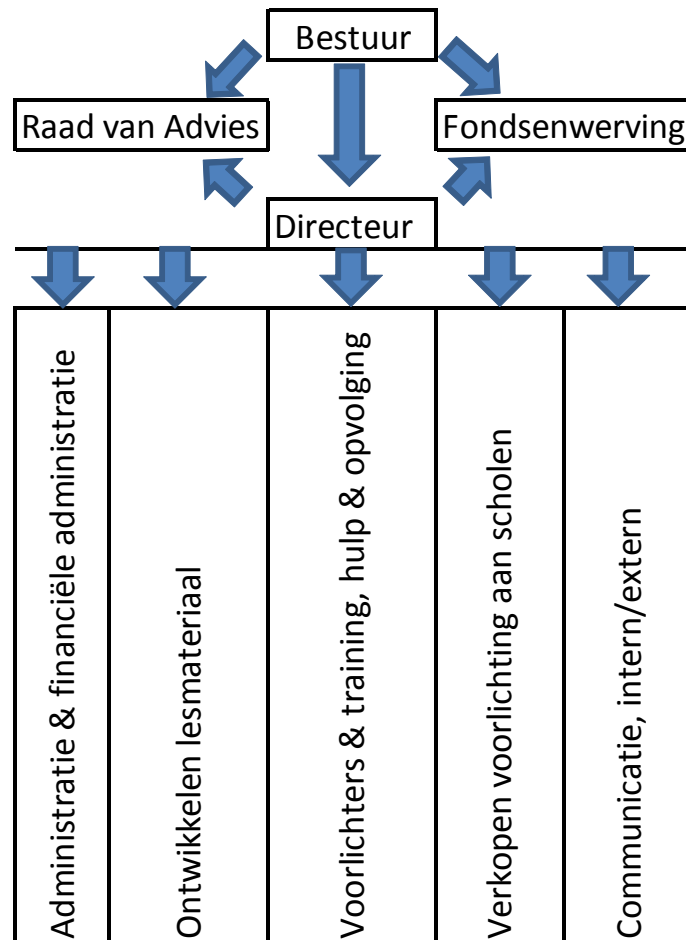 Bestuur
Raad van Advies
Fondsenwerving
Directeur
Administratie & financiële administratie
Ontwikkelen lesmateriaal
Voorlichters & training, hulp & opvolging
Verkopen voorlichting aan scholen
Communicatie, intern/extern